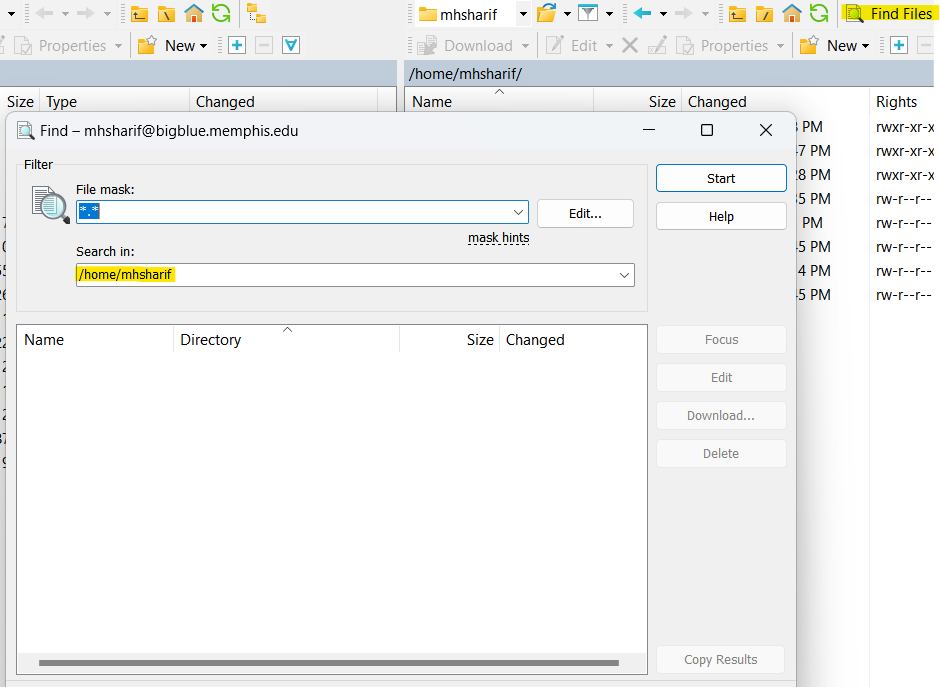 mhsharif
Find Files
Properties
New
Download
Edit
Properties
New
/home/mhsharif/
Size Type Changed
Name Size Changed Rights
Find – mhsharif@bigblue.memphis.edu
PM rwxr-xr-x
47 PM rwxr-xr-x
28 PM rwxr-xr-x
35 PM rw-r--r--
PM rw-r--r--
45 PM rw-r--r--
4 PM rw-r--r--
45 PM rw-r--r--
Filter
File mask:
*.*
Edit...
mask hints
Search in:
/home/mhsharif
Start
Help
Name Directory Size Changed
Focus
Edit
Download...
Delete
Copy Results